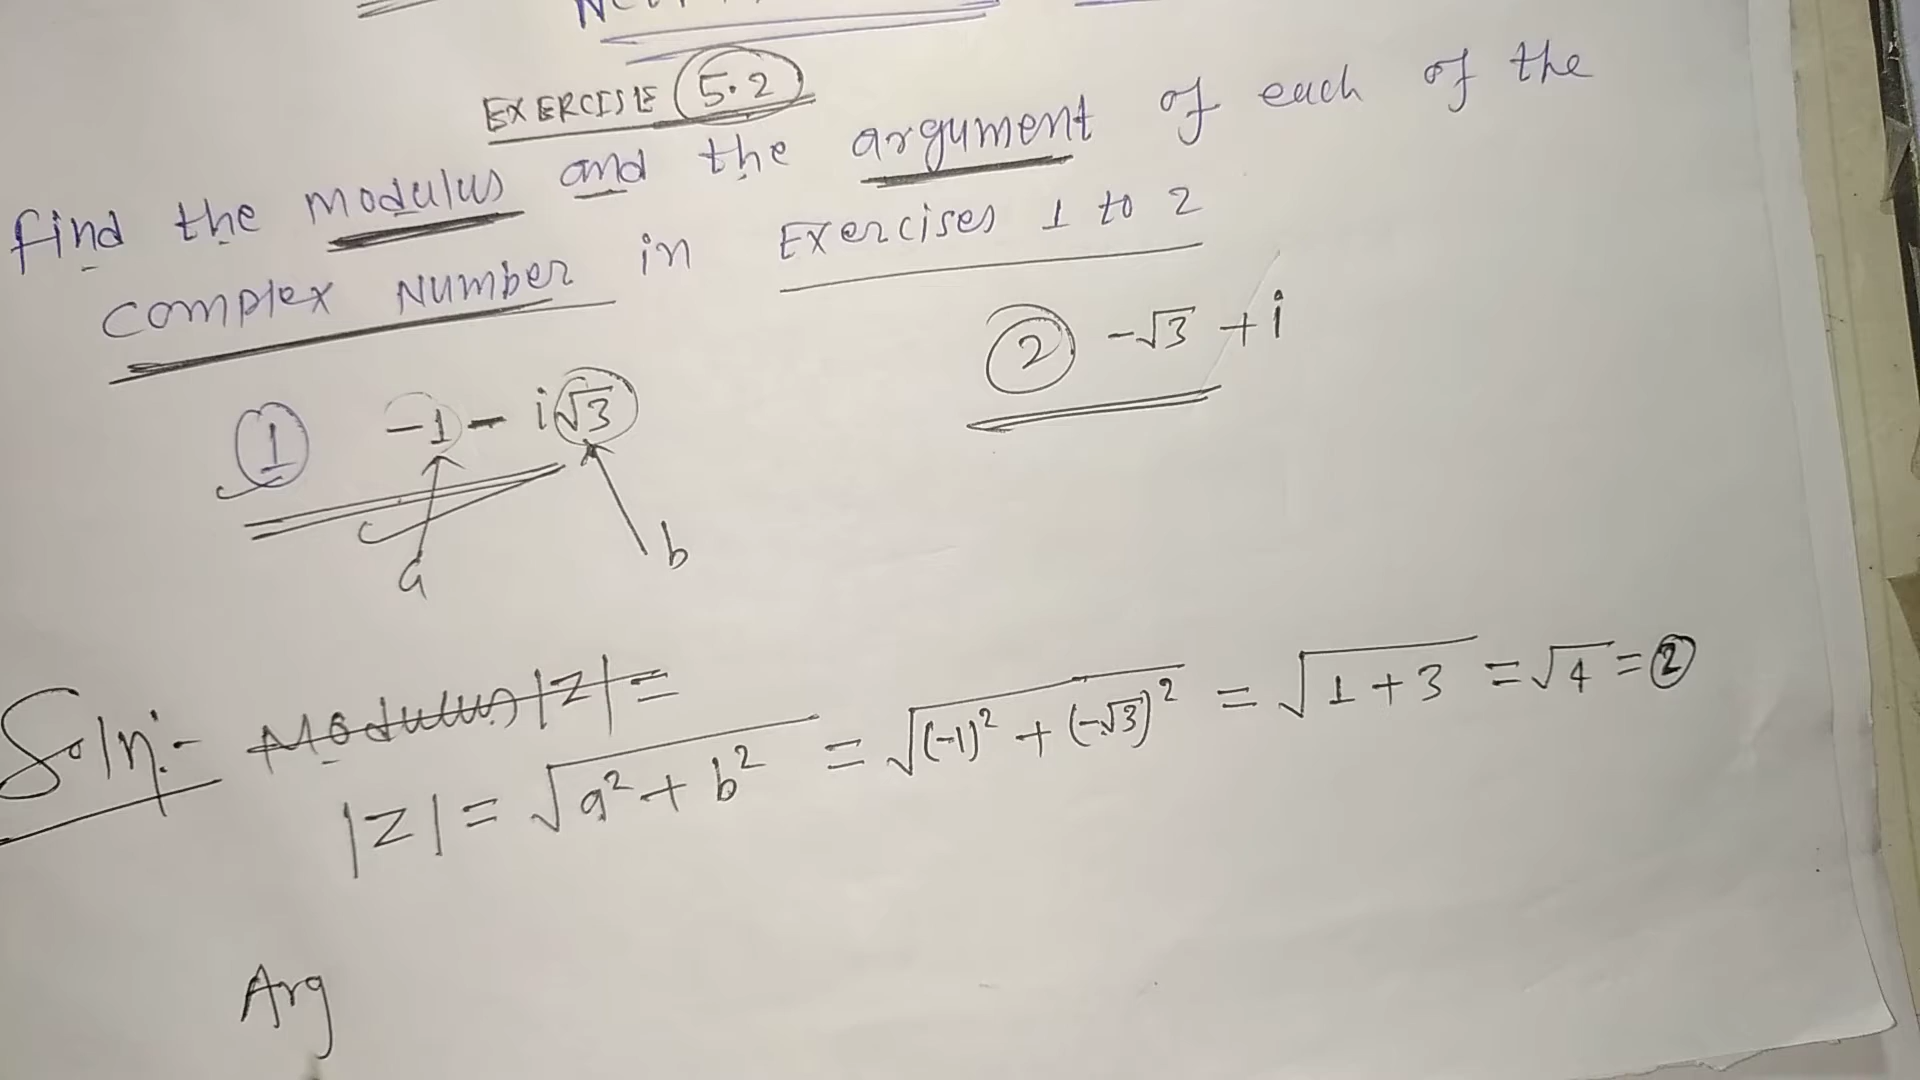 EXERCISE 5.2
find the modulus and the argument of each of the
complex Number in Exercises 1 to 2
① -1 - i√3
② -√3 + i
a
b
Soln:- Modulus |z| =
|z| = √a² + b² = √(-1)² + (-√3)² = √1+3 = √4 = ②
Arg